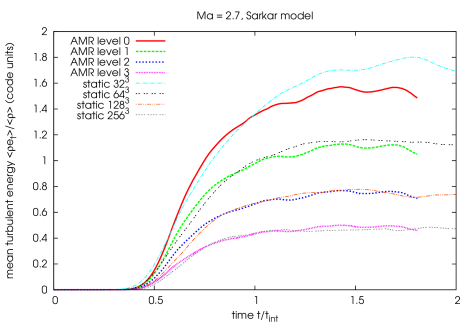 Ma = 2.7, Sarkar model
mean turbulent energy <ρeₜ>/<ρ> (code units)
2
1.8
1.6
1.4
1.2
1
0.8
0.6
0.4
0.2
0
AMR level 0
AMR level 1
AMR level 2
AMR level 3
static 32³
static 64³
static 128³
static 256³
0 0.5 1 1.5 2
time t/t_int